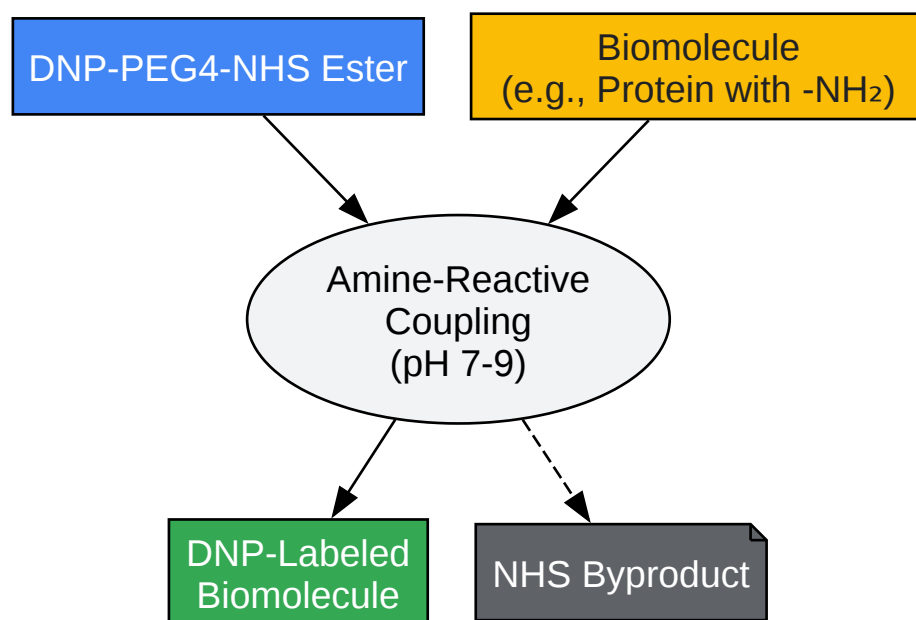 DNP-PEG4-NHS Ester
Biomolecule
(e.g., Protein with -NH₂)
Amine-Reactive
Coupling
(pH 7-9)
DNP-Labeled
Biomolecule
NHS Byproduct